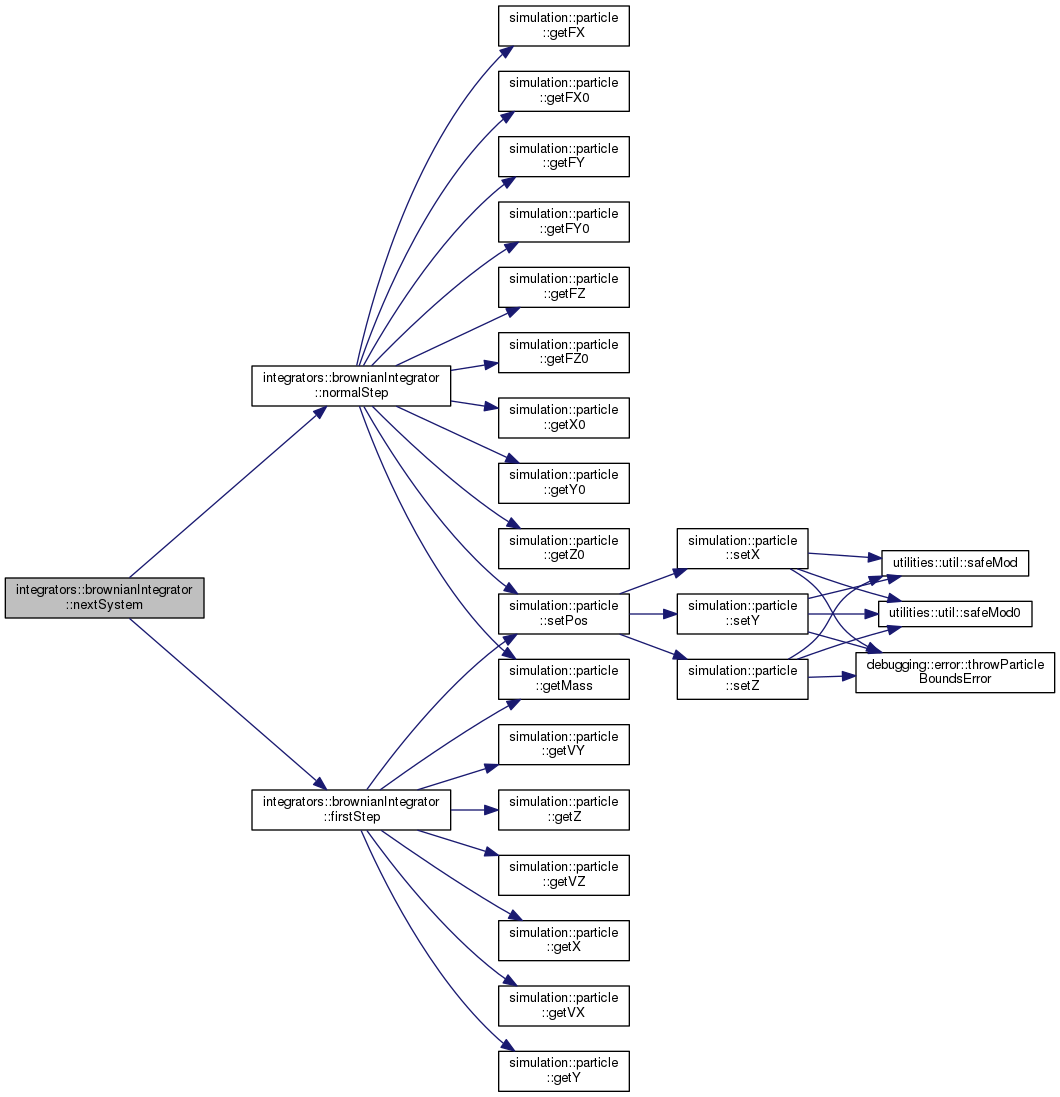 simulation::particle
::getFX
simulation::particle
::getFX0
simulation::particle
::getFY
simulation::particle
::getFY0
simulation::particle
::getFZ
simulation::particle
::getFZ0
integrators::brownianIntegrator
::normalStep
simulation::particle
::getX0
simulation::particle
::getY0
simulation::particle
::getZ0
simulation::particle
::setX
utilities::util::safeMod
integrators::brownianIntegrator
::nextSystem
simulation::particle
::setPos
simulation::particle
::setY
utilities::util::safeMod0
simulation::particle
::getMass
simulation::particle
::setZ
debugging::error::throwParticle
BoundsError
simulation::particle
::getVY
integrators::brownianIntegrator
::firstStep
simulation::particle
::getZ
simulation::particle
::getVZ
simulation::particle
::getX
simulation::particle
::getVX
simulation::particle
::getY